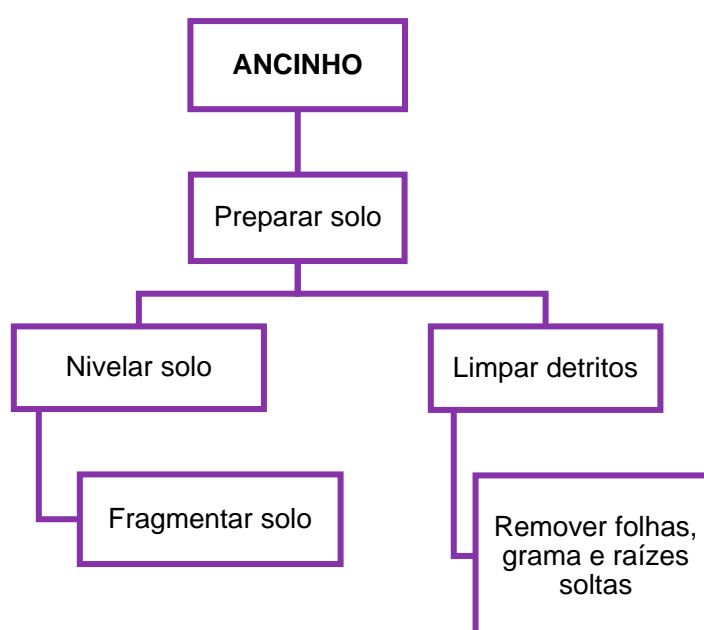 ANCINHO
Preparar solo
Nivelar solo
Limpar detritos
Fragmentar solo
Remover folhas,
grama e raízes
soltas